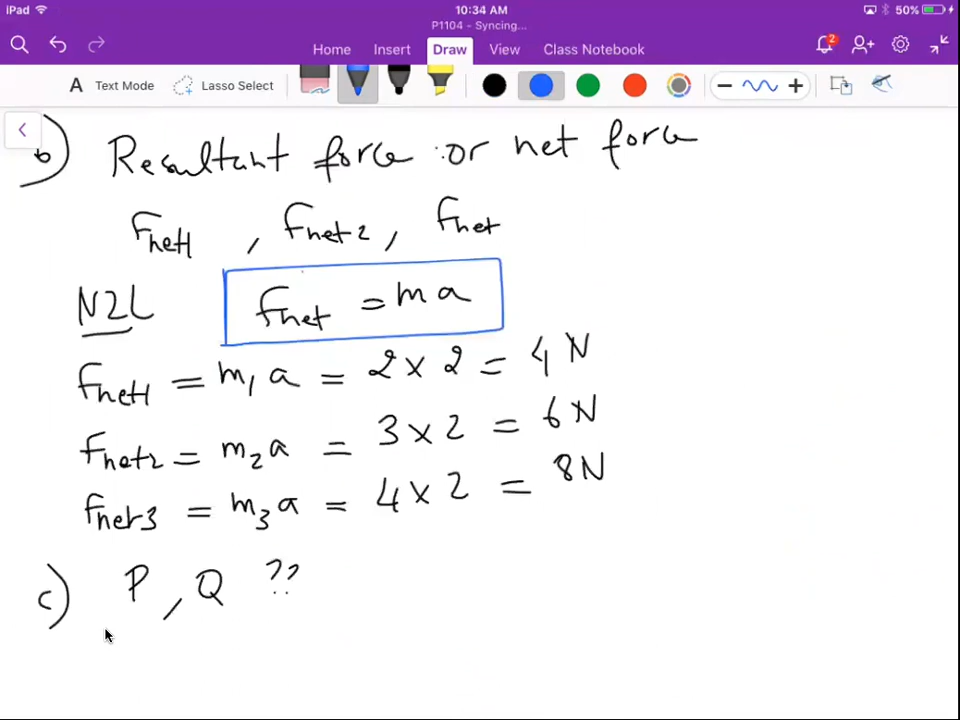 iPad 10:34 AM 50%
P1104 – Syncing...
Home Insert Draw View Class Notebook 2
A Text Mode Lasso Select
b) Resultant force or net force
Fnet1 , Fnet2 , Fnet
N2L Fnet = ma
Fnet1 = m₁a = 2 × 2 = 4 N
Fnet2 = m₂a = 3 × 2 = 6 N
Fnet3 = m₃a = 4 × 2 = 8N
c) P , Q ??